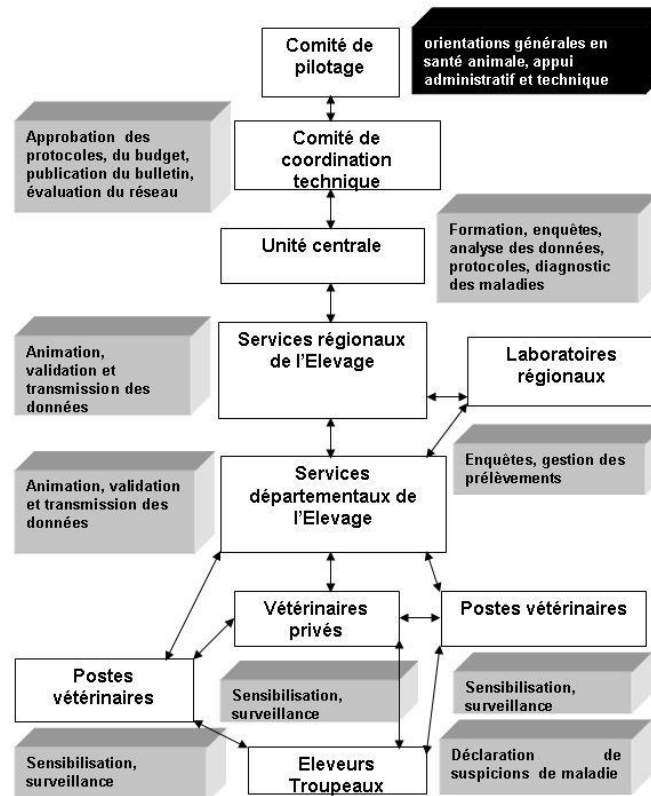 Comité de
pilotage
orientations générales en
santé animale, appui
administratif et technique
Approbation des
protocoles, du budget,
publication du bulletin,
évaluation du réseau
Comité de
coordination
technique
Unité centrale
Formation, enquêtes,
analyse des données,
protocoles, diagnostic
des maladies
Animation,
validation et
transmission des
données
Services régionaux
de l'Elevage
Laboratoires
régionaux
Animation, validation
et transmission des
données
Services
départementaux de
l'Elevage
Enquêtes, gestion des
prélèvements
Vétérinaires
privés
Postes vétérinaires
Postes
vétérinaires
Sensibilisation,
surveillance
Sensibilisation,
surveillance
Sensibilisation,
surveillance
Eleveurs
Troupeaux
Déclaration de
suspicions de maladie